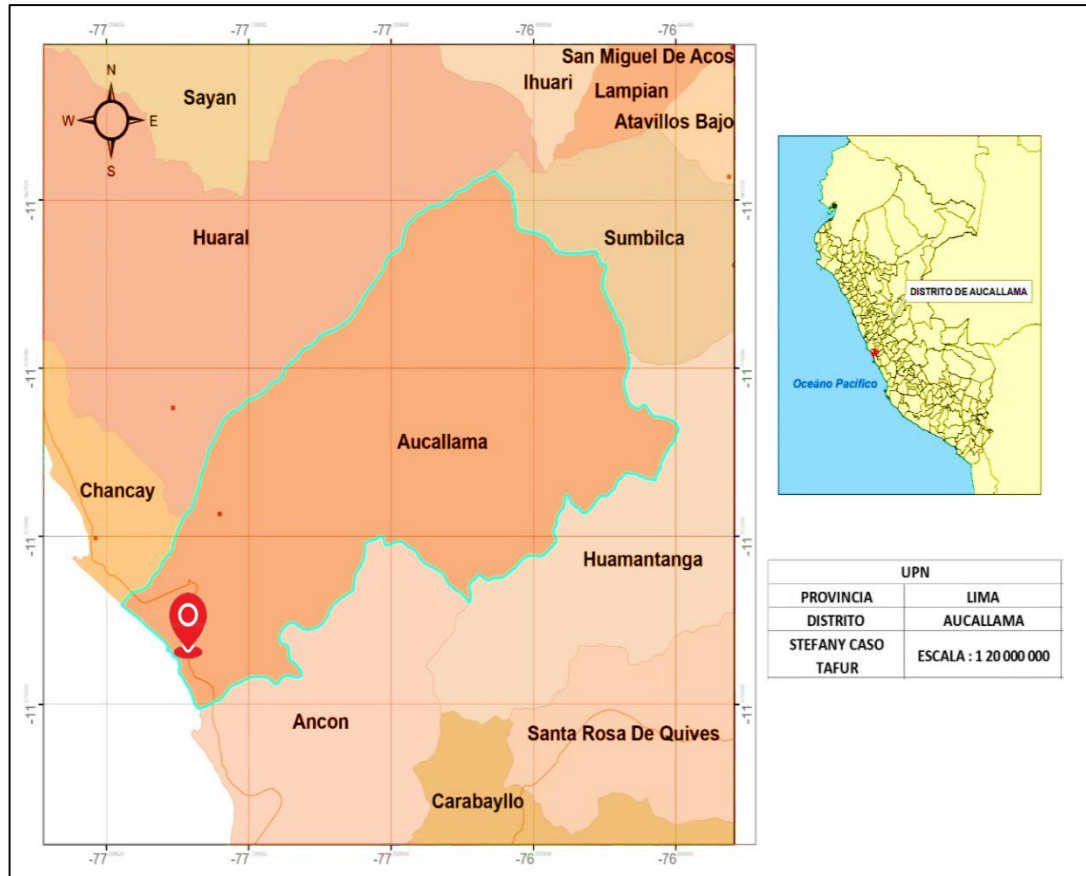 -77
-77
-77
-76
-76
San Miguel De Acos
Ihuari
Lampian
Sayan
Atavillos Bajo
N
W
E
S
-11
-11
Huaral
Sumbilca
DISTRITO DE AUCALLAMA
-11
-11
Oceáno Pacífico
Aucallama
Chancay
-11
-11
Huamantanga
UPN
PROVINCIA LIMA
DISTRITO AUCALLAMA
STEFANY CASO
TAFUR
ESCALA : 1 20 000 000
-11
-11
Ancon
Santa Rosa De Quives
Carabayllo
-77
-77
-77
-76
-76